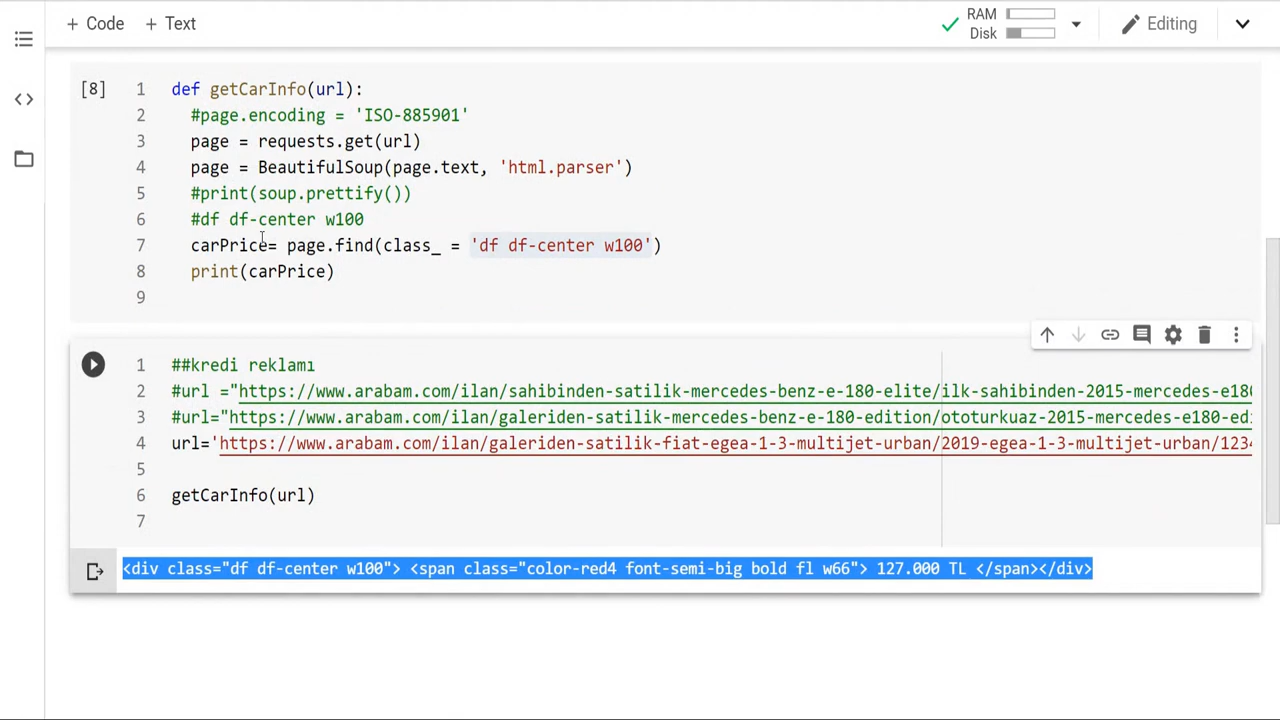 + Code + Text
RAM
Disk
Editing
[8]
1 def getCarInfo(url):
2 #page.encoding = 'ISO-885901'
3 page = requests.get(url)
4 page = BeautifulSoup(page.text, 'html.parser')
5 #print(soup.prettify())
6 #df df-center w100
7 carPrice= page.find(class_ = 'df df-center w100')
8 print(carPrice)
9
1 ##kredi reklamı
2 #url ="https://www.arabam.com/ilan/sahibinden-satilik-mercedes-benz-e-180-elite/ilk-sahibinden-2015-mercedes-e180
3 #url="https://www.arabam.com/ilan/galeriden-satilik-mercedes-benz-e-180-edition/ototurkuaz-2015-mercedes-e180-edi
4 url='https://www.arabam.com/ilan/galeriden-satilik-fiat-egea-1-3-multijet-urban/2019-egea-1-3-multijet-urban/1234
5
6 getCarInfo(url)
7
<div class="df df-center w100"> <span class="color-red4 font-semi-big bold fl w66"> 127.000 TL </span></div>